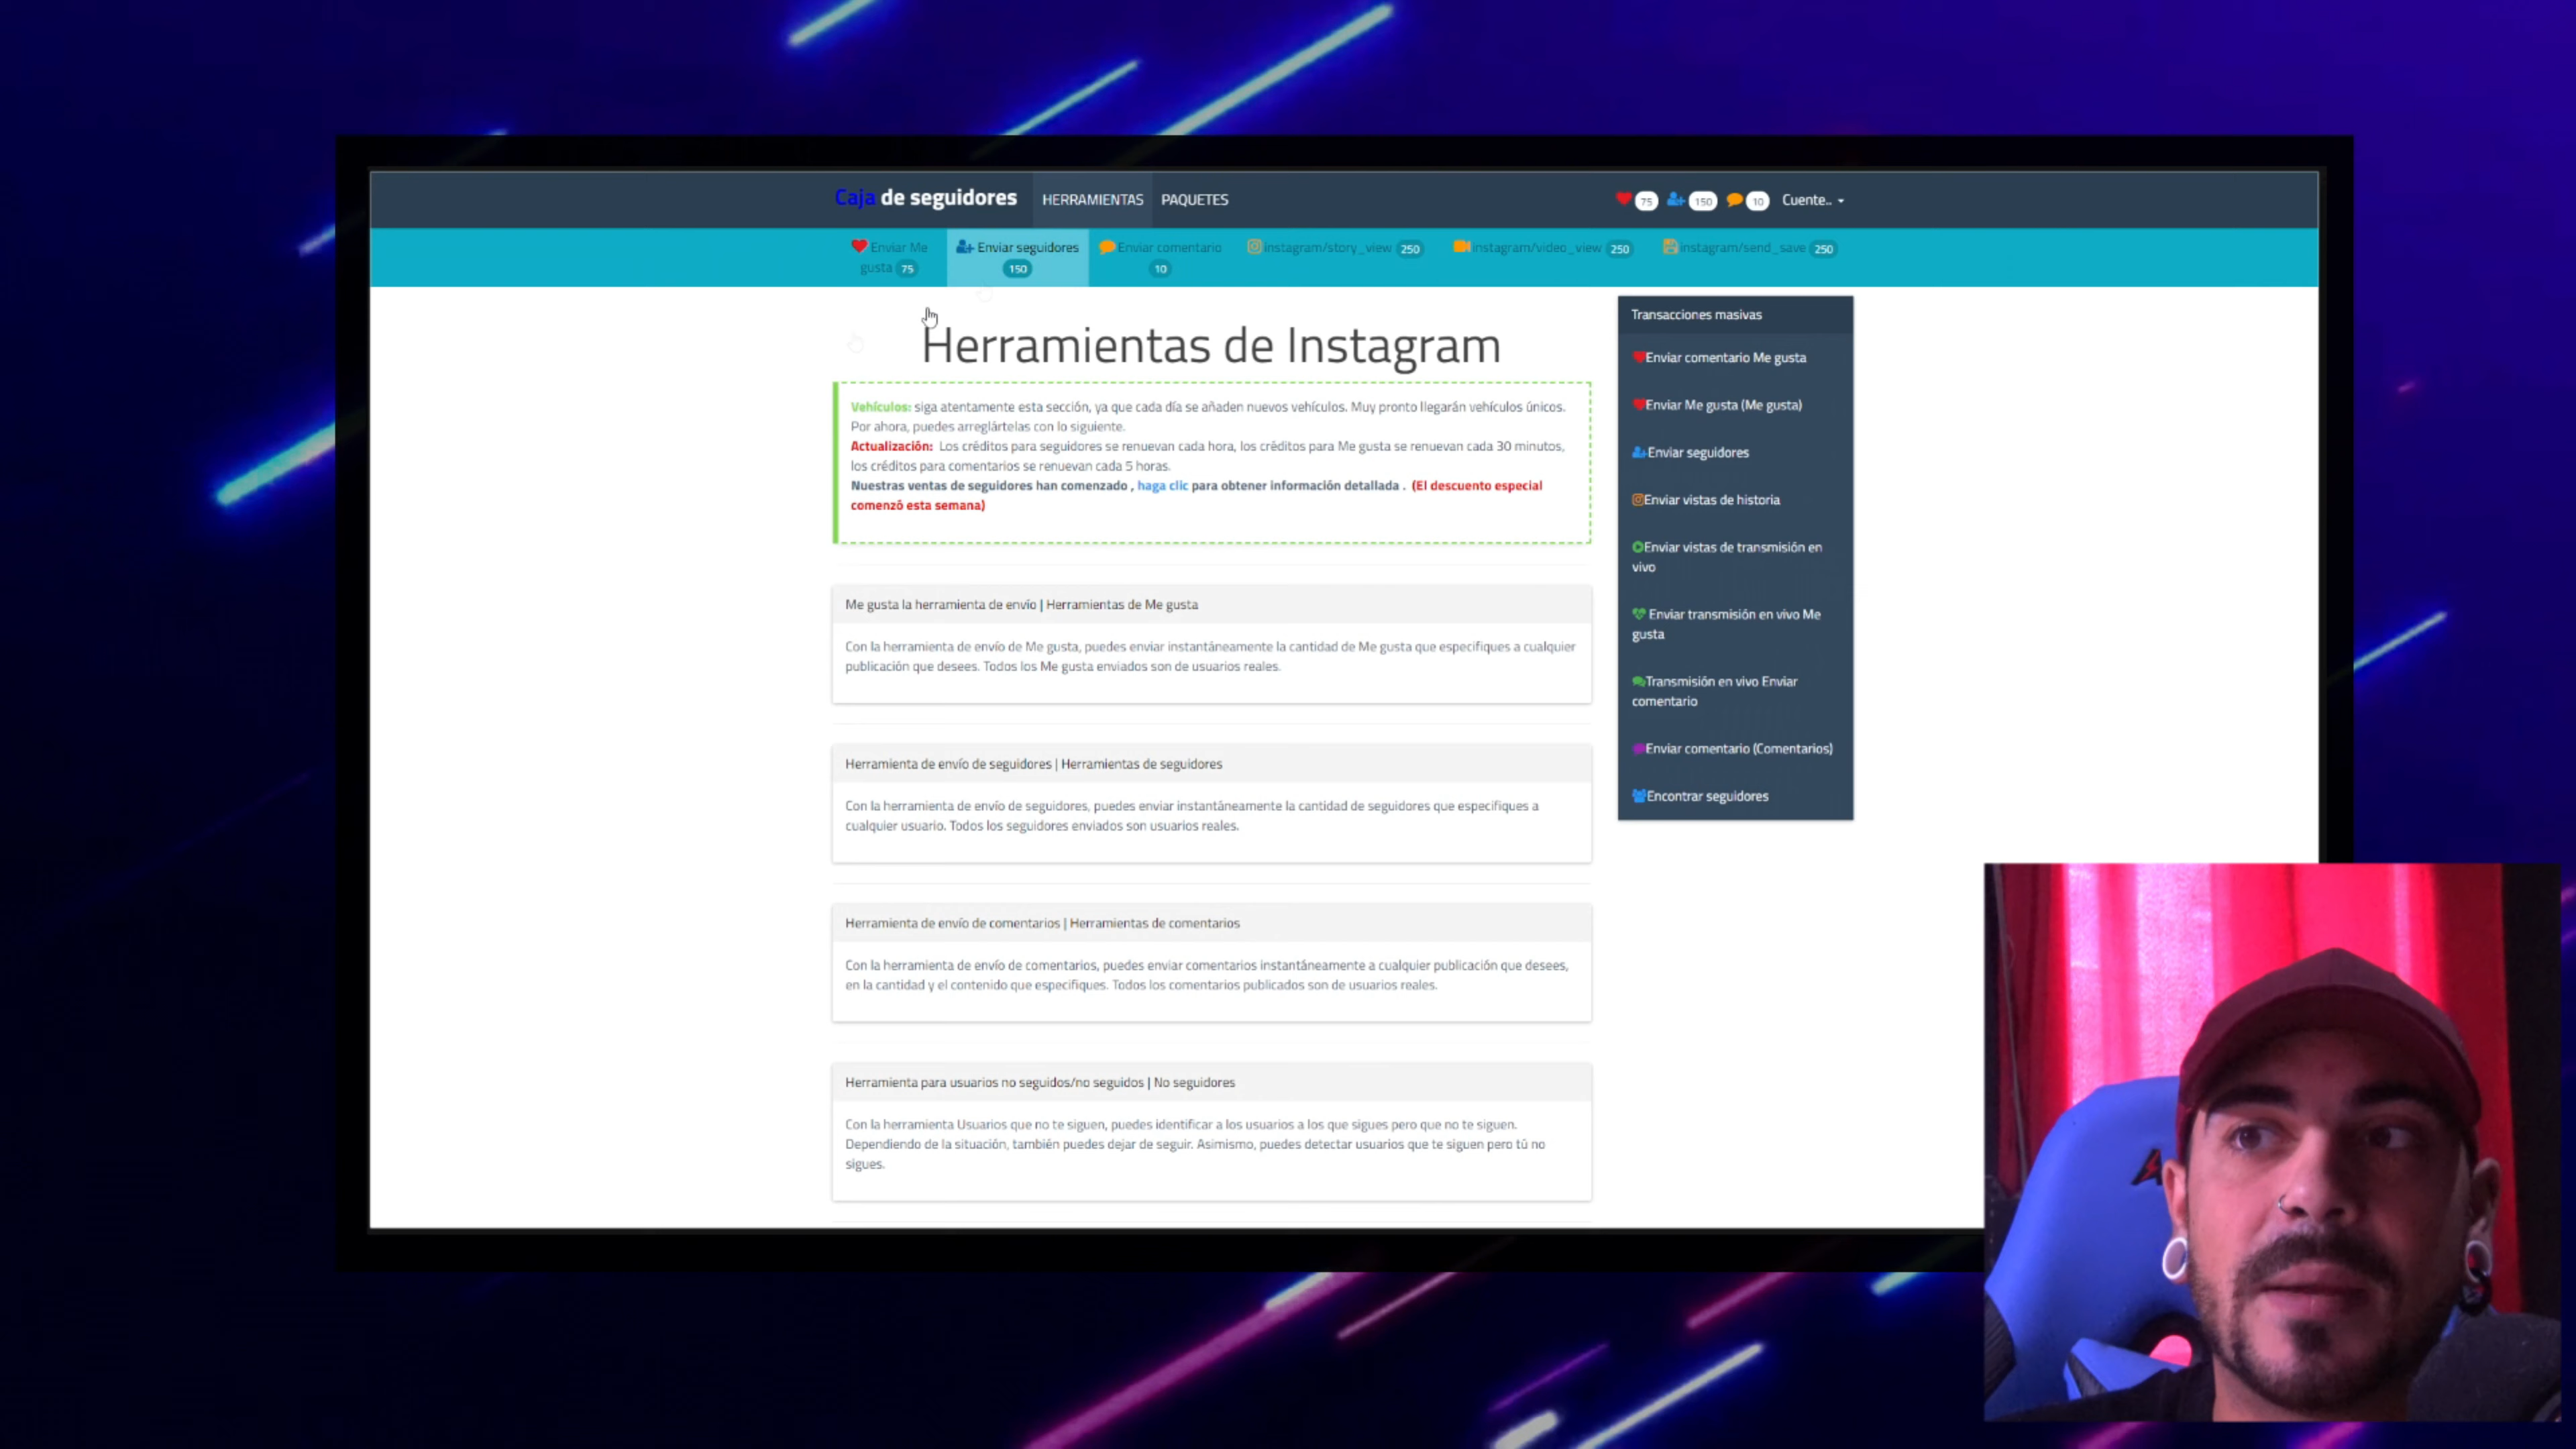 Caja de seguidores HERRAMIENTAS PAQUETES 75 150 10 Cuente..
Enviar Me gusta 75
Enviar seguidores 150
Enviar comentario 10
instagram/story_view 250
instagram/video_view 250
instagram/send_save 250
Herramientas de Instagram
Vehículos: siga atentamente esta sección, ya que cada día se añaden nuevos vehículos. Muy pronto llegarán vehículos únicos.
Por ahora, puedes arreglártelas con lo siguiente.
Actualización: Los créditos para seguidores se renuevan cada hora, los créditos para Me gusta se renuevan cada 30 minutos,
los créditos para comentarios se renuevan cada 5 horas.
Nuestras ventas de seguidores han comenzado , haga clic para obtener información detallada . (El descuento especial
comenzó esta semana)
Me gusta la herramienta de envío | Herramientas de Me gusta
Con la herramienta de envío de Me gusta, puedes enviar instantáneamente la cantidad de Me gusta que especifiques a cualquier
publicación que desees. Todos los Me gusta enviados son de usuarios reales.
Herramienta de envío de seguidores | Herramientas de seguidores
Con la herramienta de envío de seguidores, puedes enviar instantáneamente la cantidad de seguidores que especifiques a
cualquier usuario. Todos los seguidores enviados son usuarios reales.
Herramienta de envío de comentarios | Herramientas de comentarios
Con la herramienta de envío de comentarios, puedes enviar comentarios instantáneamente a cualquier publicación que desees,
en la cantidad y el contenido que especifiques. Todos los comentarios publicados son de usuarios reales.
Herramienta para usuarios no seguidos/no seguidos | No seguidores
Con la herramienta Usuarios que no te siguen, puedes identificar a los usuarios a los que sigues pero que no te siguen.
Dependiendo de la situación, también puedes dejar de seguir. Asimismo, puedes detectar usuarios que te siguen pero tú no
sigues.
Transacciones masivas
Enviar comentario Me gusta
Enviar Me gusta (Me gusta)
Enviar seguidores
Enviar vistas de historia
Enviar vistas de transmisión en
vivo
Enviar transmisión en vivo Me
gusta
Transmisión en vivo Enviar
comentario
Enviar comentario (Comentarios)
Encontrar seguidores